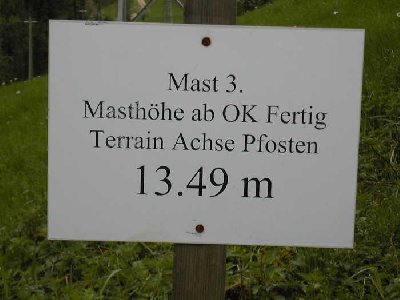 Mast 3.
Masthöhe ab OK Fertig
Terrain Achse Pfosten
13.49 m